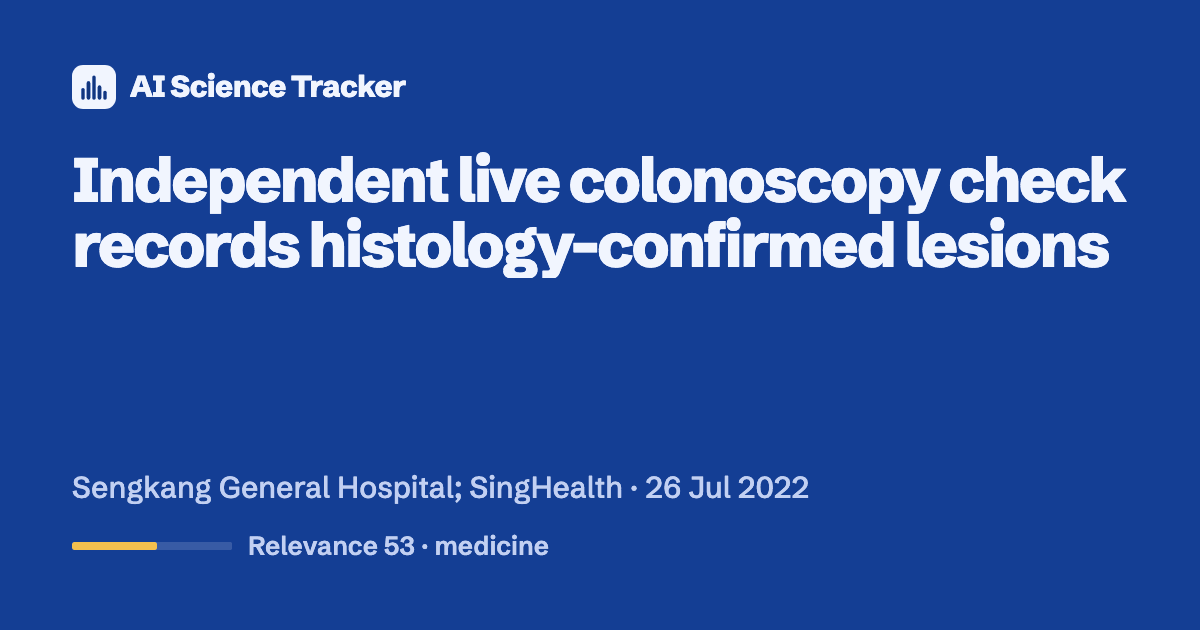 AI Science Tracker
Independent live colonoscopy check
records histology-confirmed lesions
Sengkang General Hospital; SingHealth · 26 Jul 2022
Relevance 53 · medicine